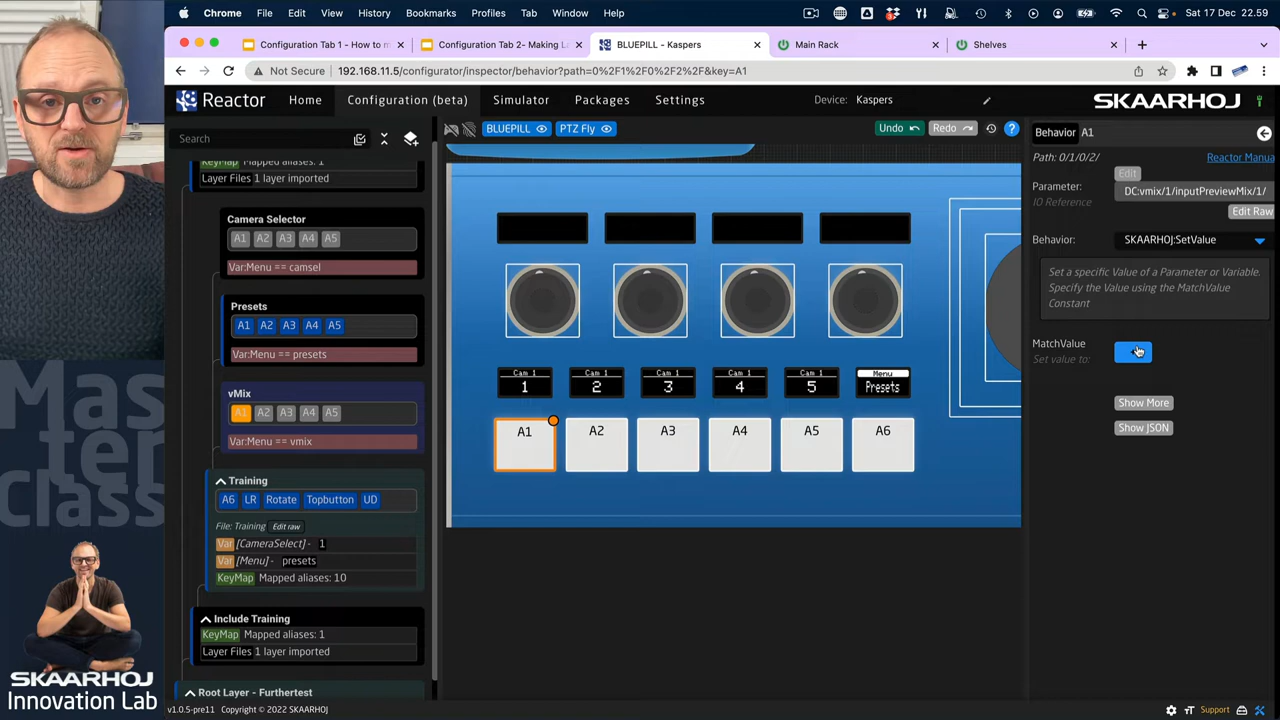 Chrome File Edit View History Bookmarks Profiles Tab Window Help Sat 17 Dec 22.59
Configuration Tab 1 - How to m Configuration Tab 2- Making La BLUEPILL - Kaspers Main Rack Shelves
Not Secure 192.168.11.5/configurator/inspector/behavior?path=0%2F1%2F0%2F2%2F&key=A1
Reactor Home Configuration (beta) Simulator Packages Settings Device: Kaspers SKAARHOJ
Search
BLUEPILL PTZ Fly Undo Redo
Behavior A1
KeyMap Mapped aliases: 1
Layer Files 1 layer imported
Camera Selector
A1 A2 A3 A4 A5
Var:Menu == camsel
Presets
A1 A2 A3 A4 A5
Var:Menu == presets
vMix
A1 A2 A3 A4 A5
Var:Menu == vmix
Training
A6 LR Rotate Topbutton UD
File: Training Edit raw
Var [CameraSelect] - 1
Var [Menu] - presets
KeyMap Mapped aliases: 10
Include Training
KeyMap Mapped aliases: 1
Layer Files 1 layer imported
Root Layer - Furthertest
v1.0.5-pre11 Copyright © 2022 SKAARHOJ
Cam 1 Cam 1 Cam 1 Cam 1 Cam 1 Menu
1 2 3 4 5 Presets
A1 A2 A3 A4 A5 A6
Path: 0/1/0/2/ Reactor Manua
Edit
Parameter: DC:vmix/1/inputPreviewMix/1/
IO Reference
Edit Raw
Behavior: SKAARHOJ:SetValue
Set a specific Value of a Parameter or Variable.
Specify the Value using the MatchValue
Constant
MatchValue
Set value to:
Show More
Show JSON
Support
Master
Class
SKAARHOJ
Innovation Lab